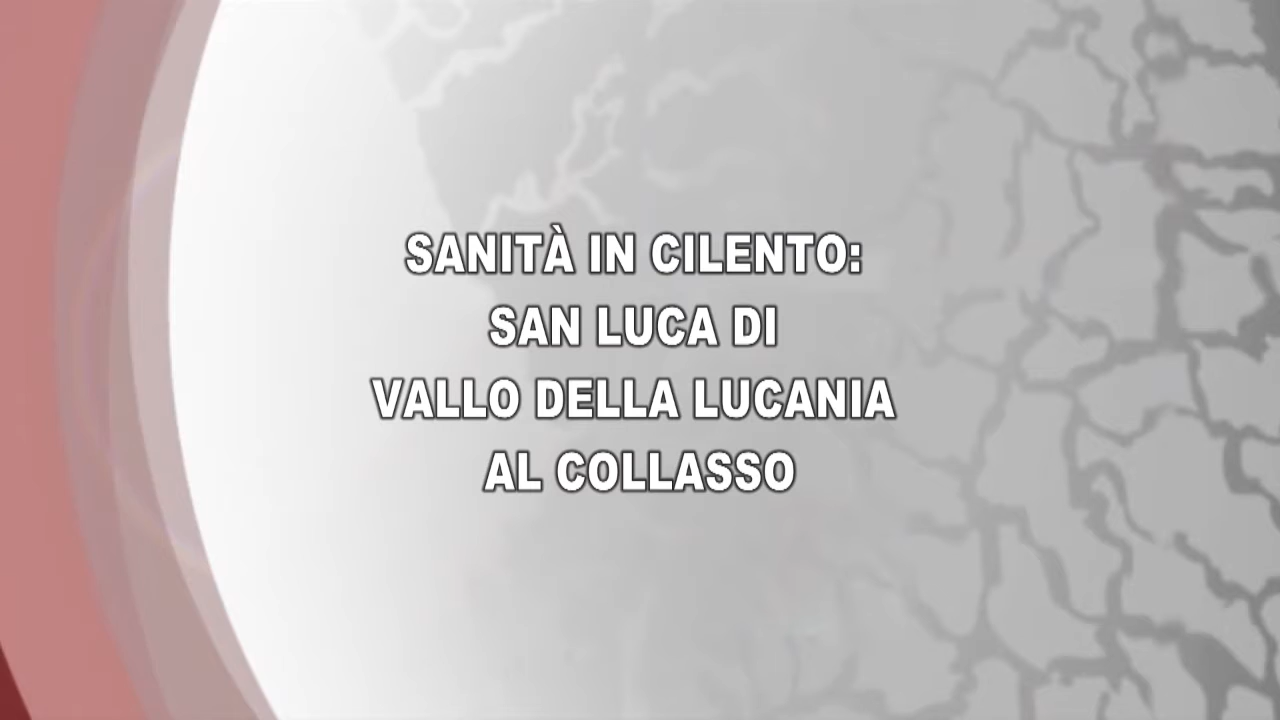 SANITÀ IN CILENTO:
SAN LUCA DI
VALLO DELLA LUCANIA
AL COLLASSO